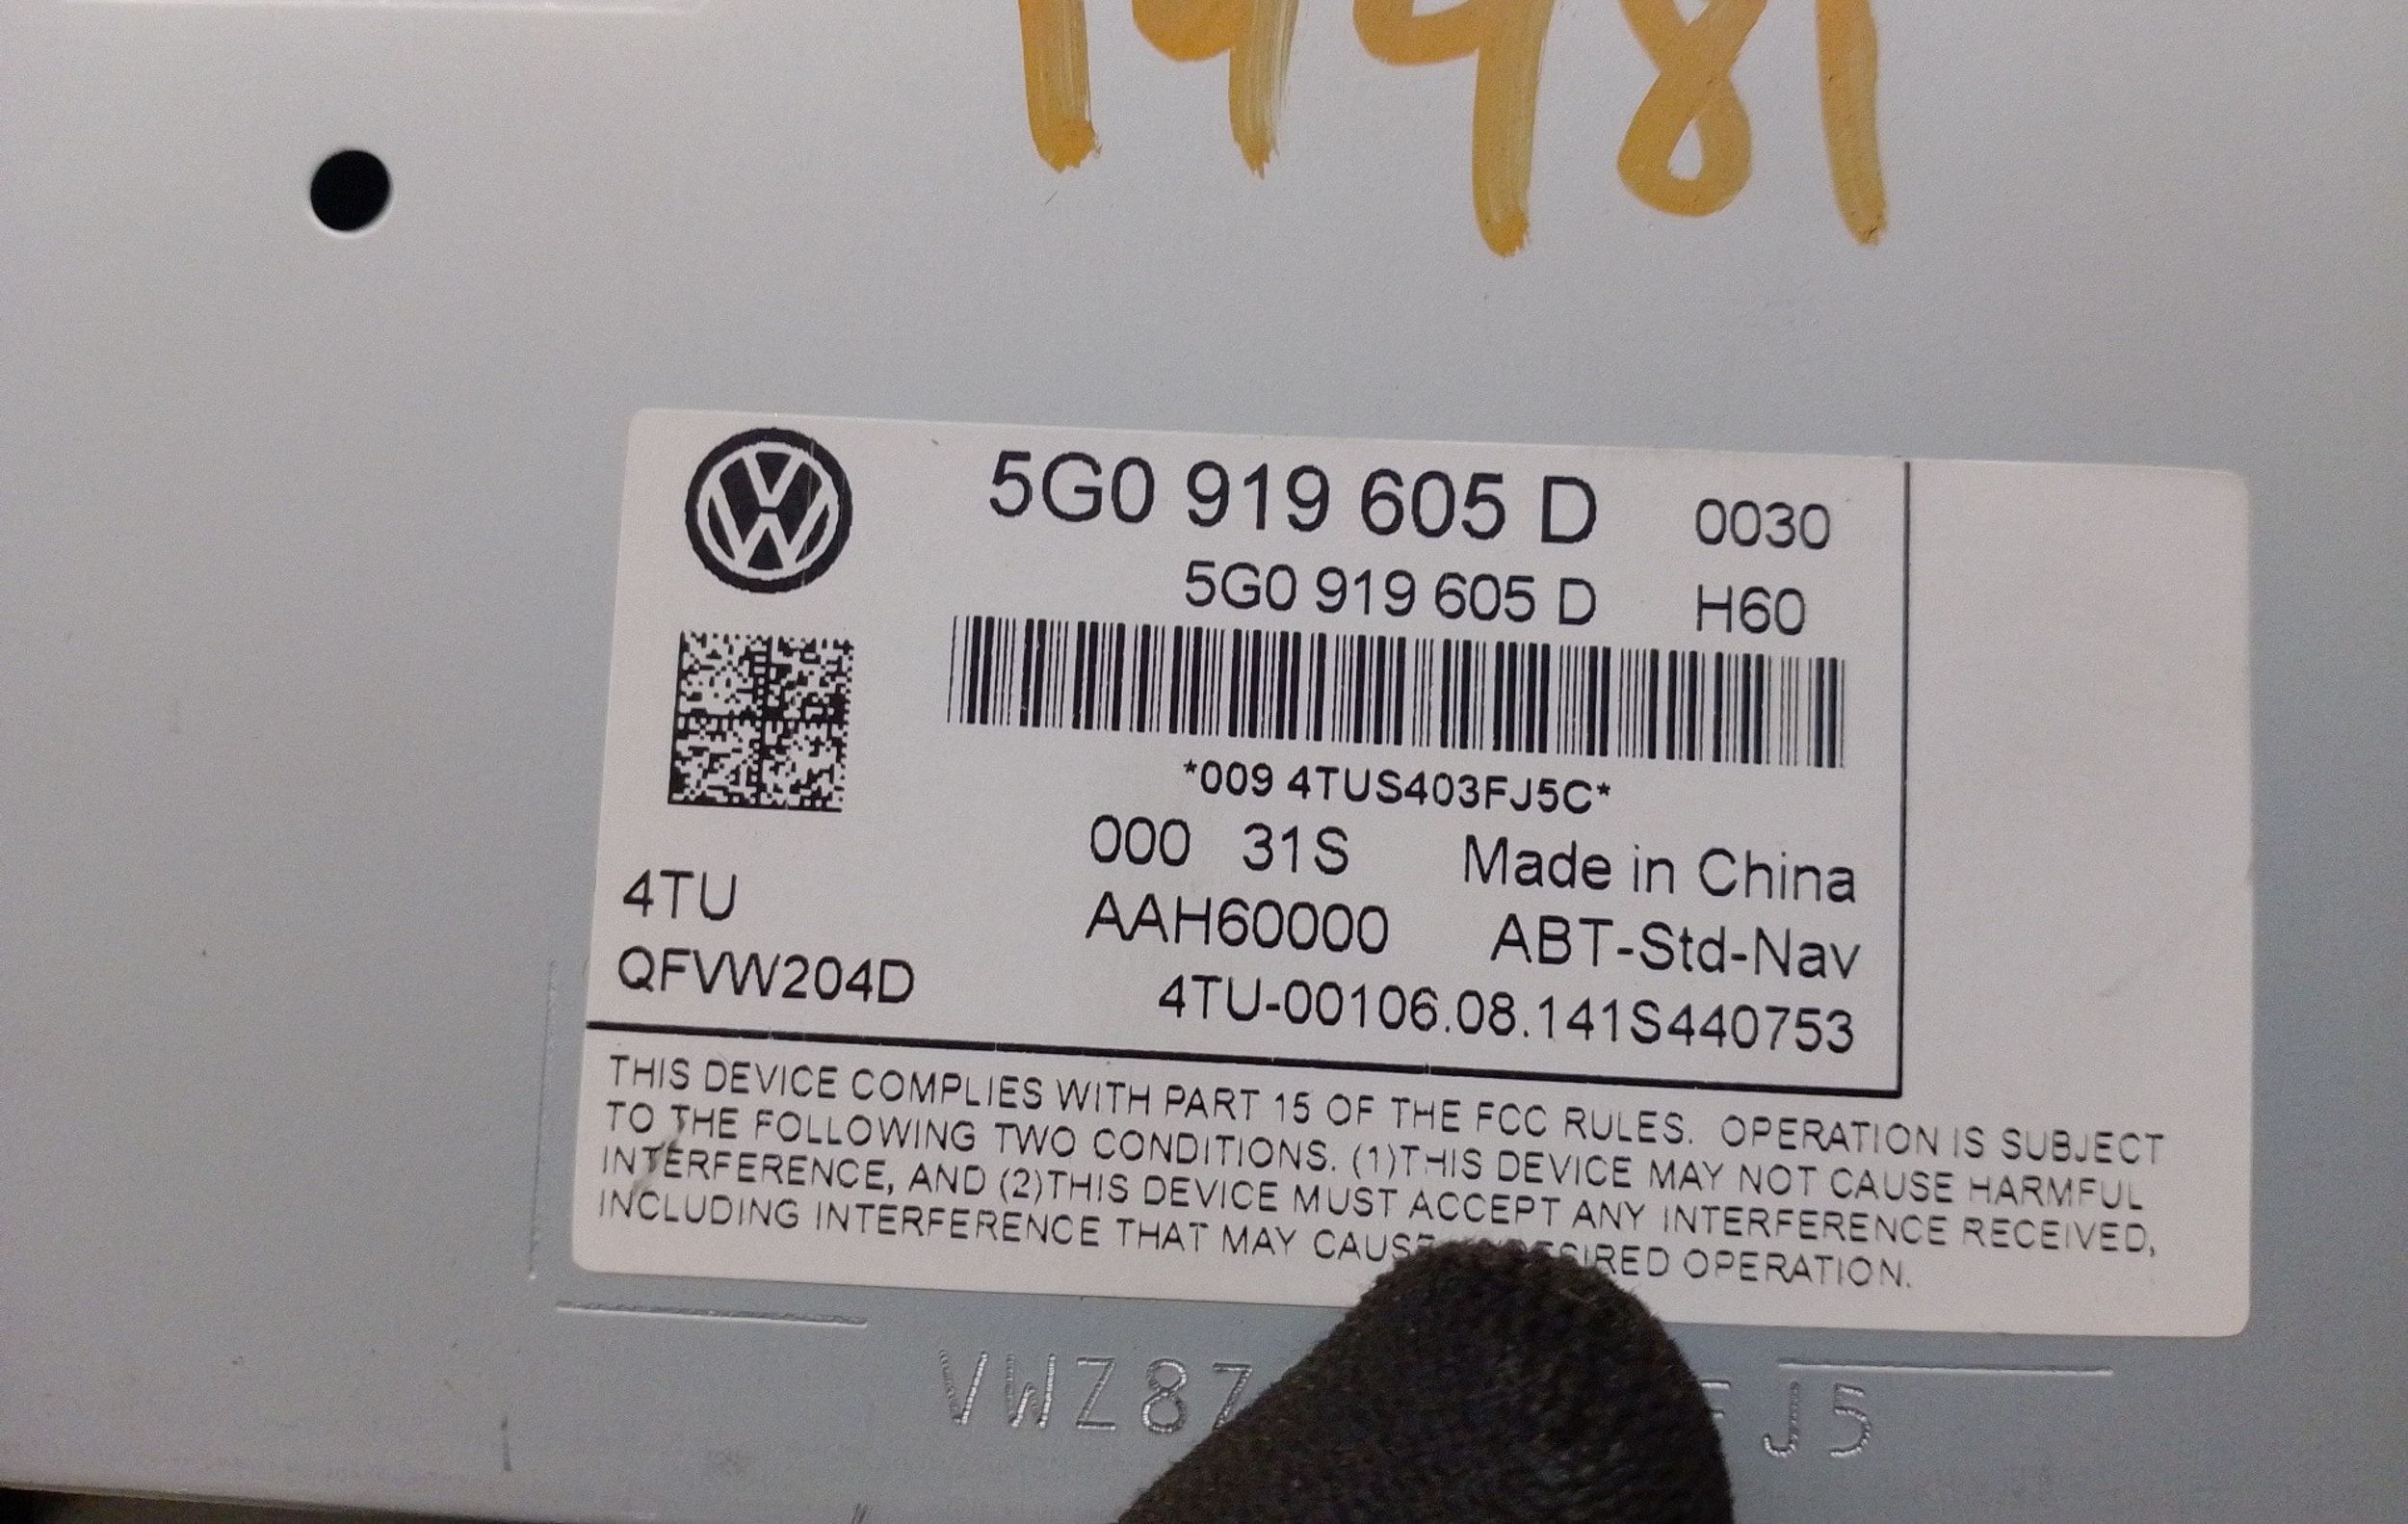 5G0 919 605 D 0030
5G0 919 605 D H60
*009 4TUS403FJ5C*
000 31S Made in China
4TU AAH60000 ABT-Std-Nav
QFVW204D 4TU-00106.08.141S440753
THIS DEVICE COMPLIES WITH PART 15 OF THE FCC RULES. OPERATION IS SUBJECT
TO THE FOLLOWING TWO CONDITIONS. (1)THIS DEVICE MAY NOT CAUSE HARMFUL
INTERFERENCE, AND (2)THIS DEVICE MUST ACCEPT ANY INTERFERENCE RECEIVED,
INCLUDING INTERFERENCE THAT MAY CAUSE OPERATION.